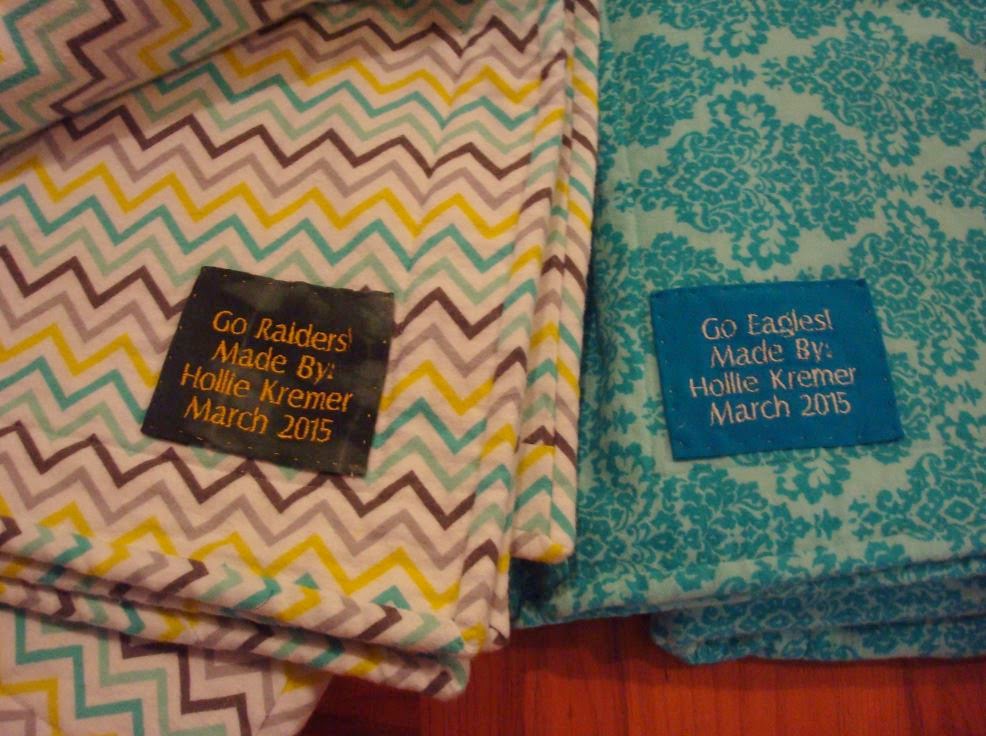 Go Raiders!
Made By:
Hollie Kremer
March 2015
Go Eagles!
Made By:
Hollie Kremer
March 2015